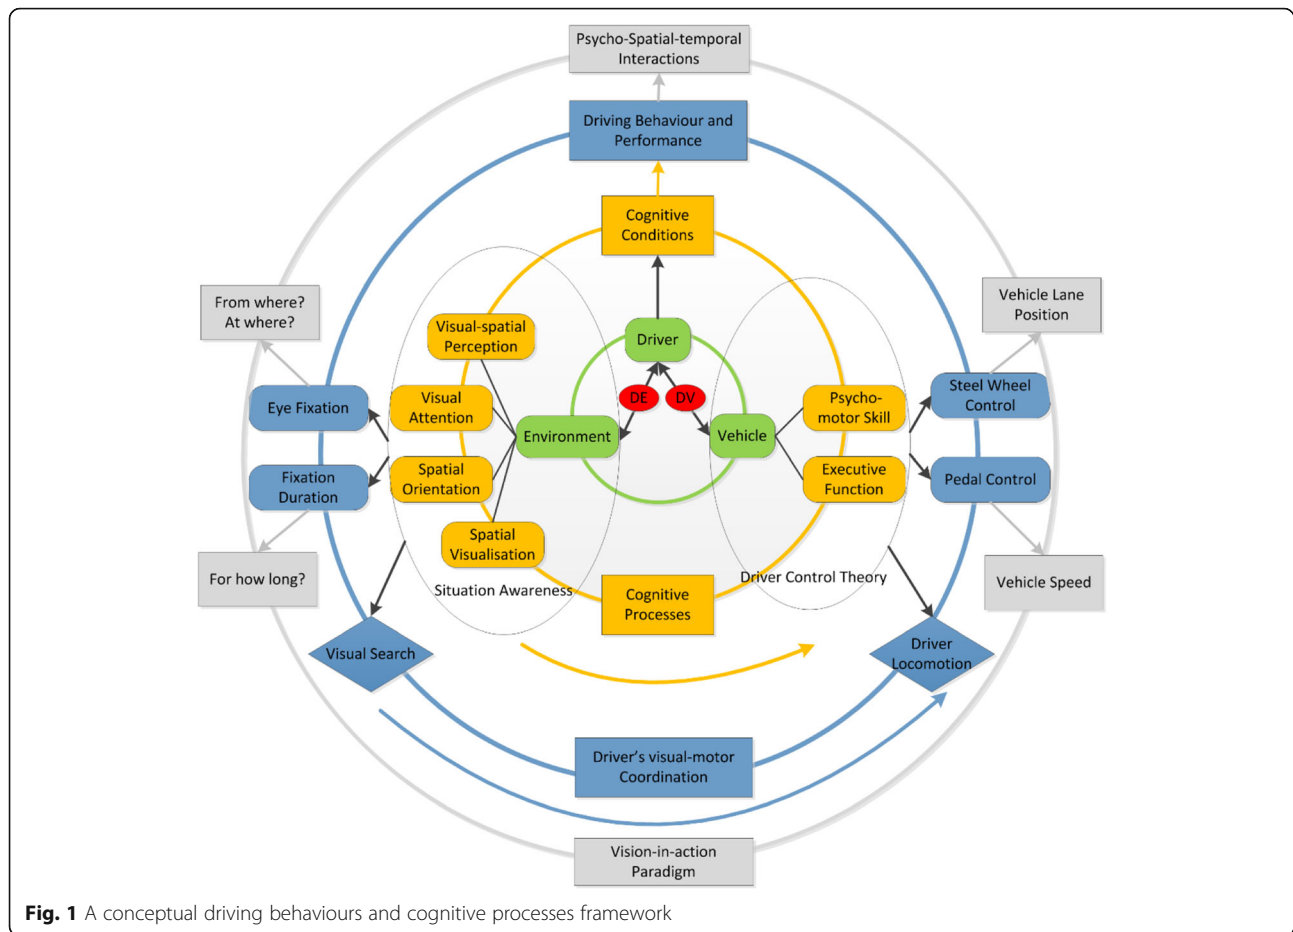 Psycho-Spatial-temporal
Interactions
Driving Behaviour and
Performance
Cognitive
Conditions
From where?
At where?
Vehicle Lane
Position
Visual-spatial
Perception
Driver
Eye Fixation
Visual
Attention
DE
DV
Psycho-
motor Skill
Steel Wheel
Control
Environment
Vehicle
Fixation
Duration
Spatial
Orientation
Executive
Function
Pedal Control
Spatial
Visualisation
For how long?
Situation Awareness
Cognitive
Processes
Driver Control Theory
Vehicle Speed
Visual Search
Driver
Locomotion
Driver's visual-motor
Coordination
Vision-in-action
Paradigm
Fig. 1 A conceptual driving behaviours and cognitive processes framework